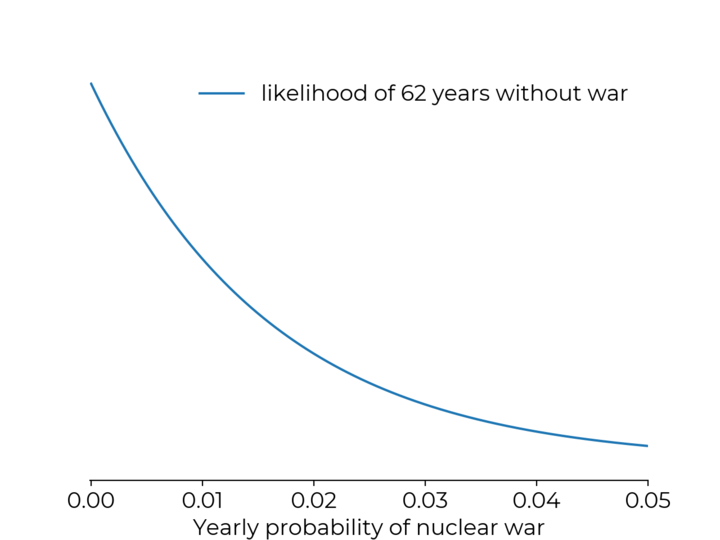 likelihood of 62 years without war
0.00 0.01 0.02 0.03 0.04 0.05
Yearly probability of nuclear war